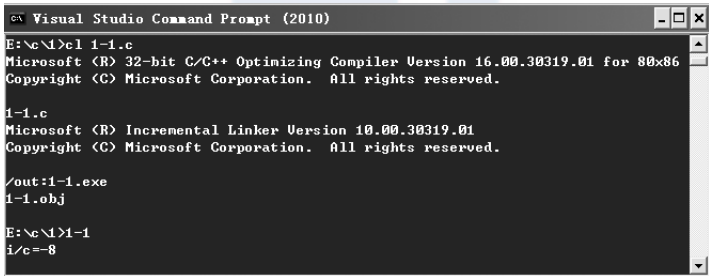 Visual Studio Command Prompt (2010)
E:\c\1>cl 1-1.c
Microsoft (R) 32-bit C/C++ Optimizing Compiler Version 16.00.30319.01 for 80x86
Copyright (C) Microsoft Corporation.  All rights reserved.
1-1.c
Microsoft (R) Incremental Linker Version 10.00.30319.01
Copyright (C) Microsoft Corporation.  All rights reserved.
/out:1-1.exe
1-1.obj
E:\c\1>1-1
i/c=-8